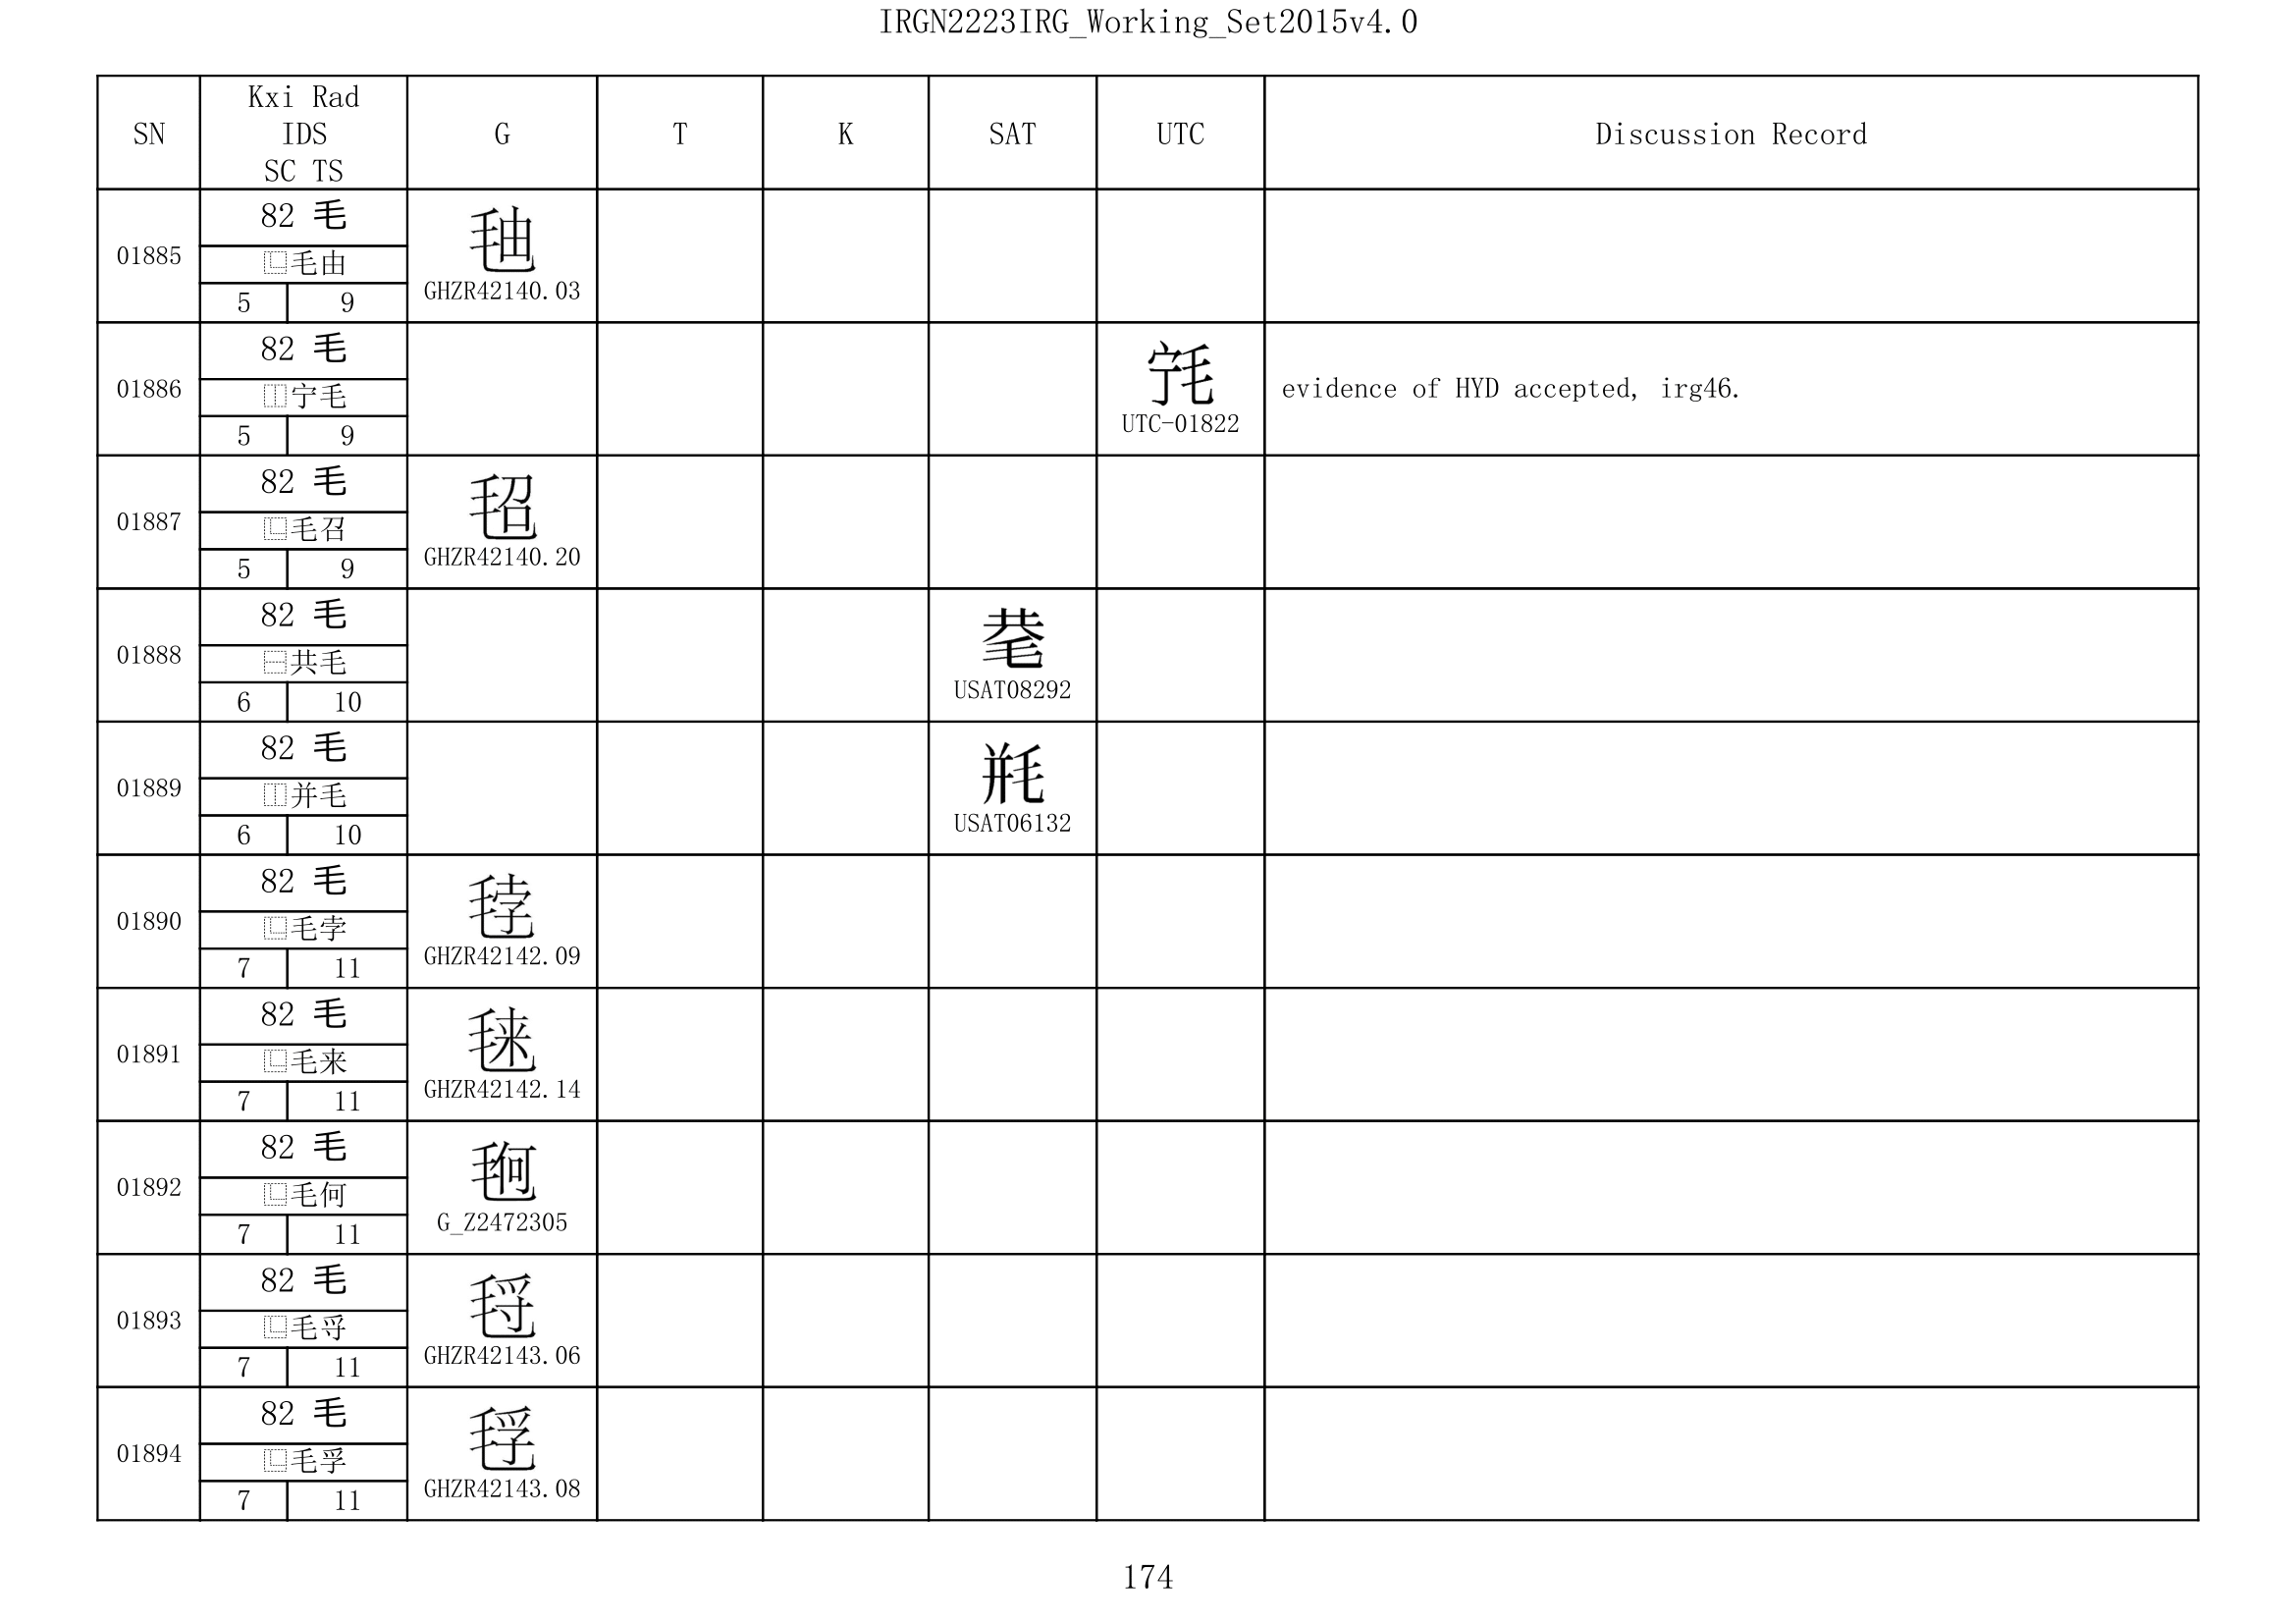 IRGN2223IRG_Working_Set2015v4.0
SN Kxi Rad IDS SC TS G T K SAT UTC Discussion Record
01885
82 毛
⿺毛由
5 9
GHZR42140.03
01886
82 毛
⿰宁毛
5 9
UTC-01822
evidence of HYD accepted, irg46.
01887
82 毛
⿺毛召
5 9
GHZR42140.20
01888
82 毛
⿱共毛
6 10
USAT08292
01889
82 毛
⿰并毛
6 10
USAT06132
01890
82 毛
⿺毛孛
7 11
GHZR42142.09
01891
82 毛
⿺毛来
7 11
GHZR42142.14
01892
82 毛
⿺毛何
7 11
G_Z2472305
01893
82 毛
⿺毛寽
7 11
GHZR42143.06
01894
82 毛
⿺毛孚
7 11
GHZR42143.08
174